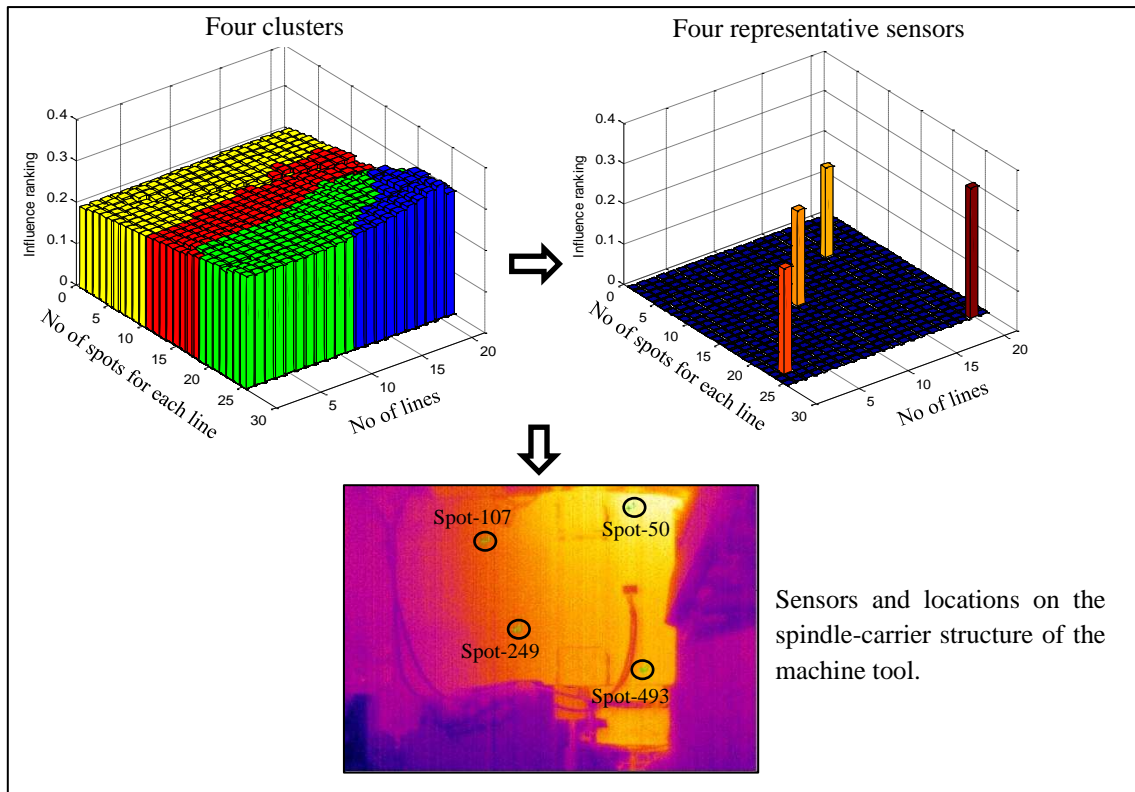 Four clusters
Four representative sensors
0.4
0.3
0.2
0.1
0
Influence ranking
0
5
10
15
20
25
30
No of spots for each line
5
10
15
20
No of lines
0.4
0.3
0.2
0.1
0
Influence ranking
0
5
10
15
20
25
30
No of spots for each line
5
10
15
20
No of lines
Spot-107
Spot-50
Spot-249
Spot-493
Sensors and locations on the
spindle-carrier structure of the
machine tool.